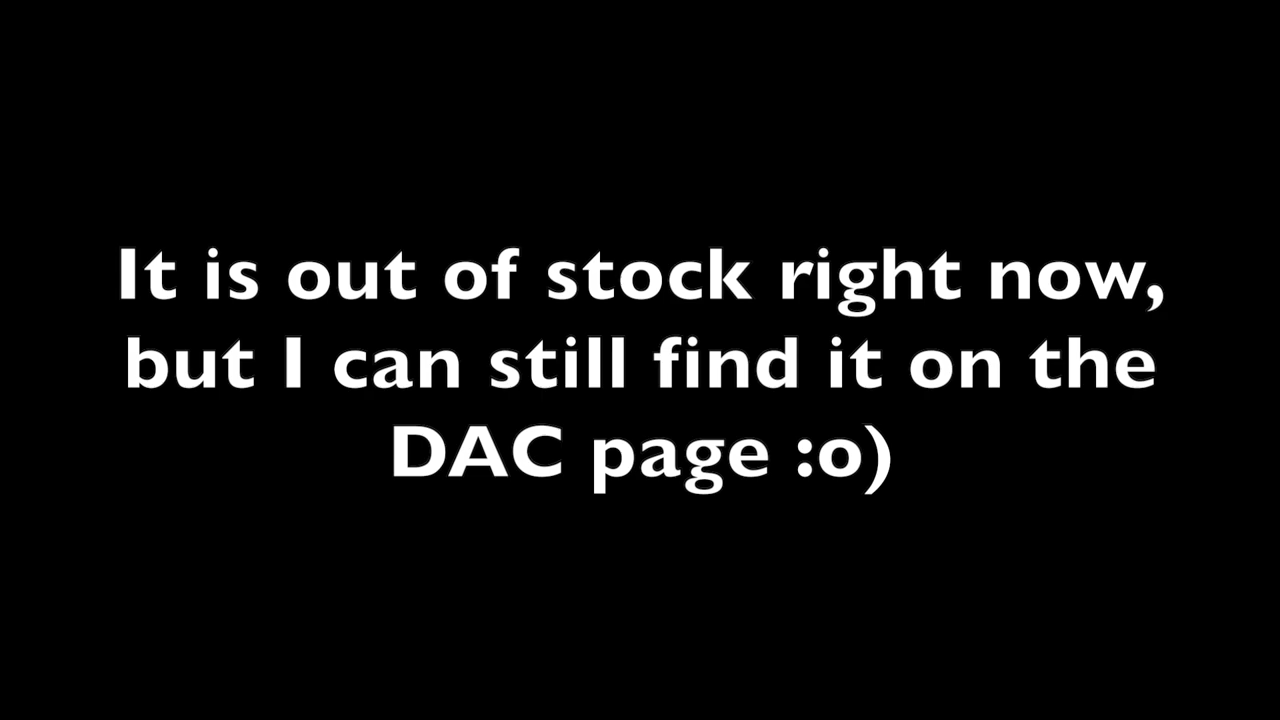 It is out of stock right now,
but I can still find it on the
DAC page :o)